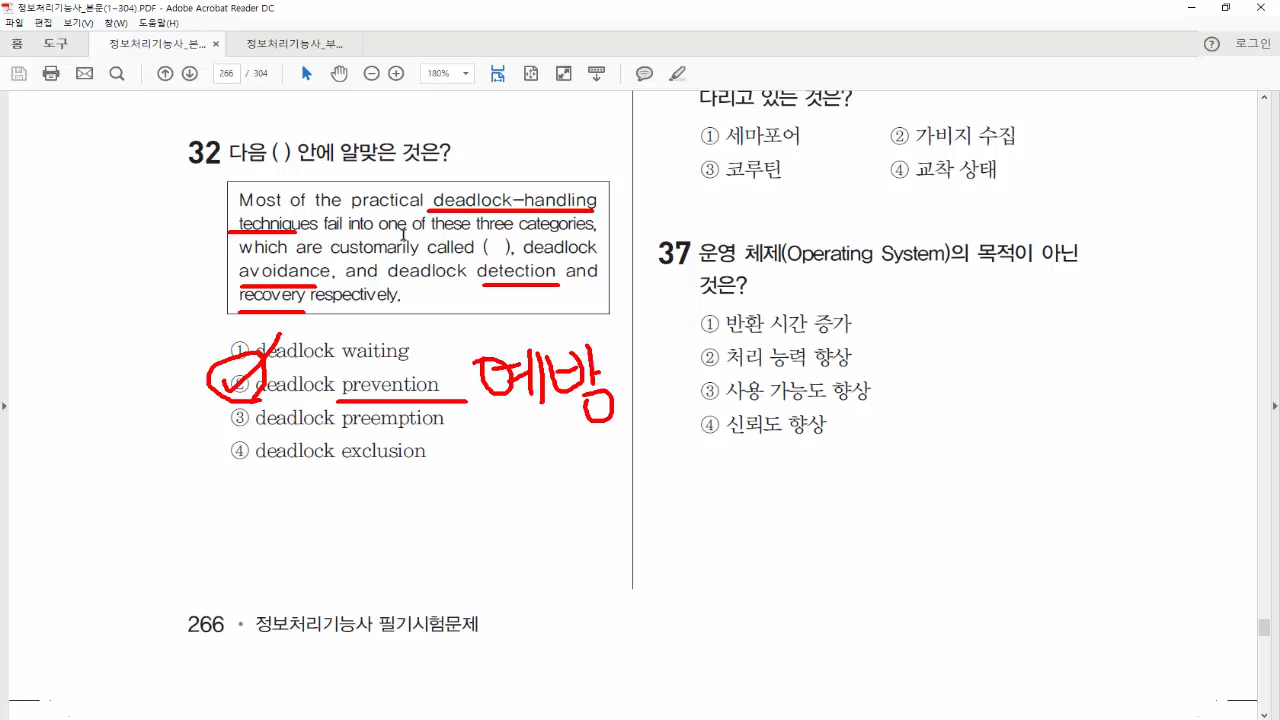 정보처리기능사_본문(1~304).PDF - Adobe Acrobat Reader DC
파일 편집 보기(V) 창(W) 도움말(H)
홈 도구 정보처리기능사_본... × 정보처리기능사_부... 로그인
266 / 304 180%
32 다음 ( ) 안에 알맞은 것은?
Most of the practical deadlock-handling
techniques fail into one of these three categories,
which are customarily called ( ), deadlock
avoidance, and deadlock detection and
recovery respectively.
① deadlock waiting
② deadlock prevention 예방
③ deadlock preemption
④ deadlock exclusion
다리고 있는 것은?
① 세마포어 ② 가비지 수집
③ 코루틴 ④ 교착 상태
37 운영 체제(Operating System)의 목적이 아닌
것은?
① 반환 시간 증가
② 처리 능력 향상
③ 사용 가능도 향상
④ 신뢰도 향상
266 • 정보처리기능사 필기시험문제